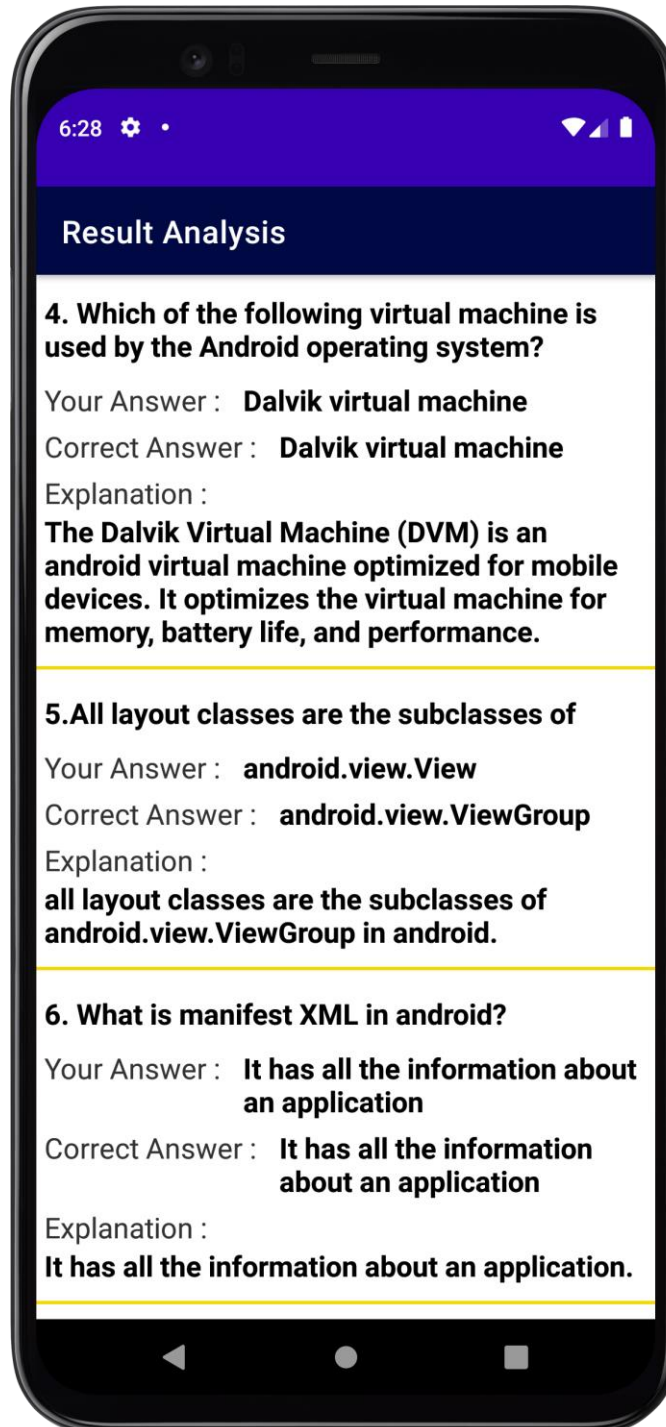 6:28
Result Analysis
4. Which of the following virtual machine is
used by the Android operating system?
Your Answer : Dalvik virtual machine
Correct Answer : Dalvik virtual machine
Explanation :
The Dalvik Virtual Machine (DVM) is an
android virtual machine optimized for mobile
devices. It optimizes the virtual machine for
memory, battery life, and performance.
5.All layout classes are the subclasses of
Your Answer : android.view.View
Correct Answer : android.view.ViewGroup
Explanation :
all layout classes are the subclasses of
android.view.ViewGroup in android.
6. What is manifest XML in android?
Your Answer : It has all the information about
an application
Correct Answer : It has all the information
about an application
Explanation :
It has all the information about an application.